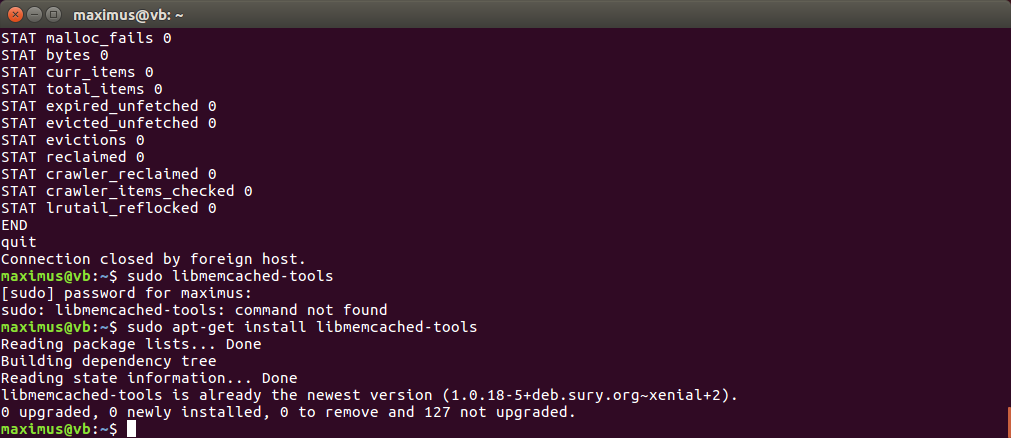 maximus@vb: ~
STAT malloc_fails 0
STAT bytes 0
STAT curr_items 0
STAT total_items 0
STAT expired_unfetched 0
STAT evicted_unfetched 0
STAT evictions 0
STAT reclaimed 0
STAT crawler_reclaimed 0
STAT crawler_items_checked 0
STAT lrutail_reflocked 0
END
quit
Connection closed by foreign host.
maximus@vb:~$ sudo libmemcached-tools
[sudo] password for maximus:
sudo: libmemcached-tools: command not found
maximus@vb:~$ sudo apt-get install libmemcached-tools
Reading package lists... Done
Building dependency tree
Reading state information... Done
libmemcached-tools is already the newest version (1.0.18-5+deb.sury.org~xenial+2).
0 upgraded, 0 newly installed, 0 to remove and 127 not upgraded.
maximus@vb:~$